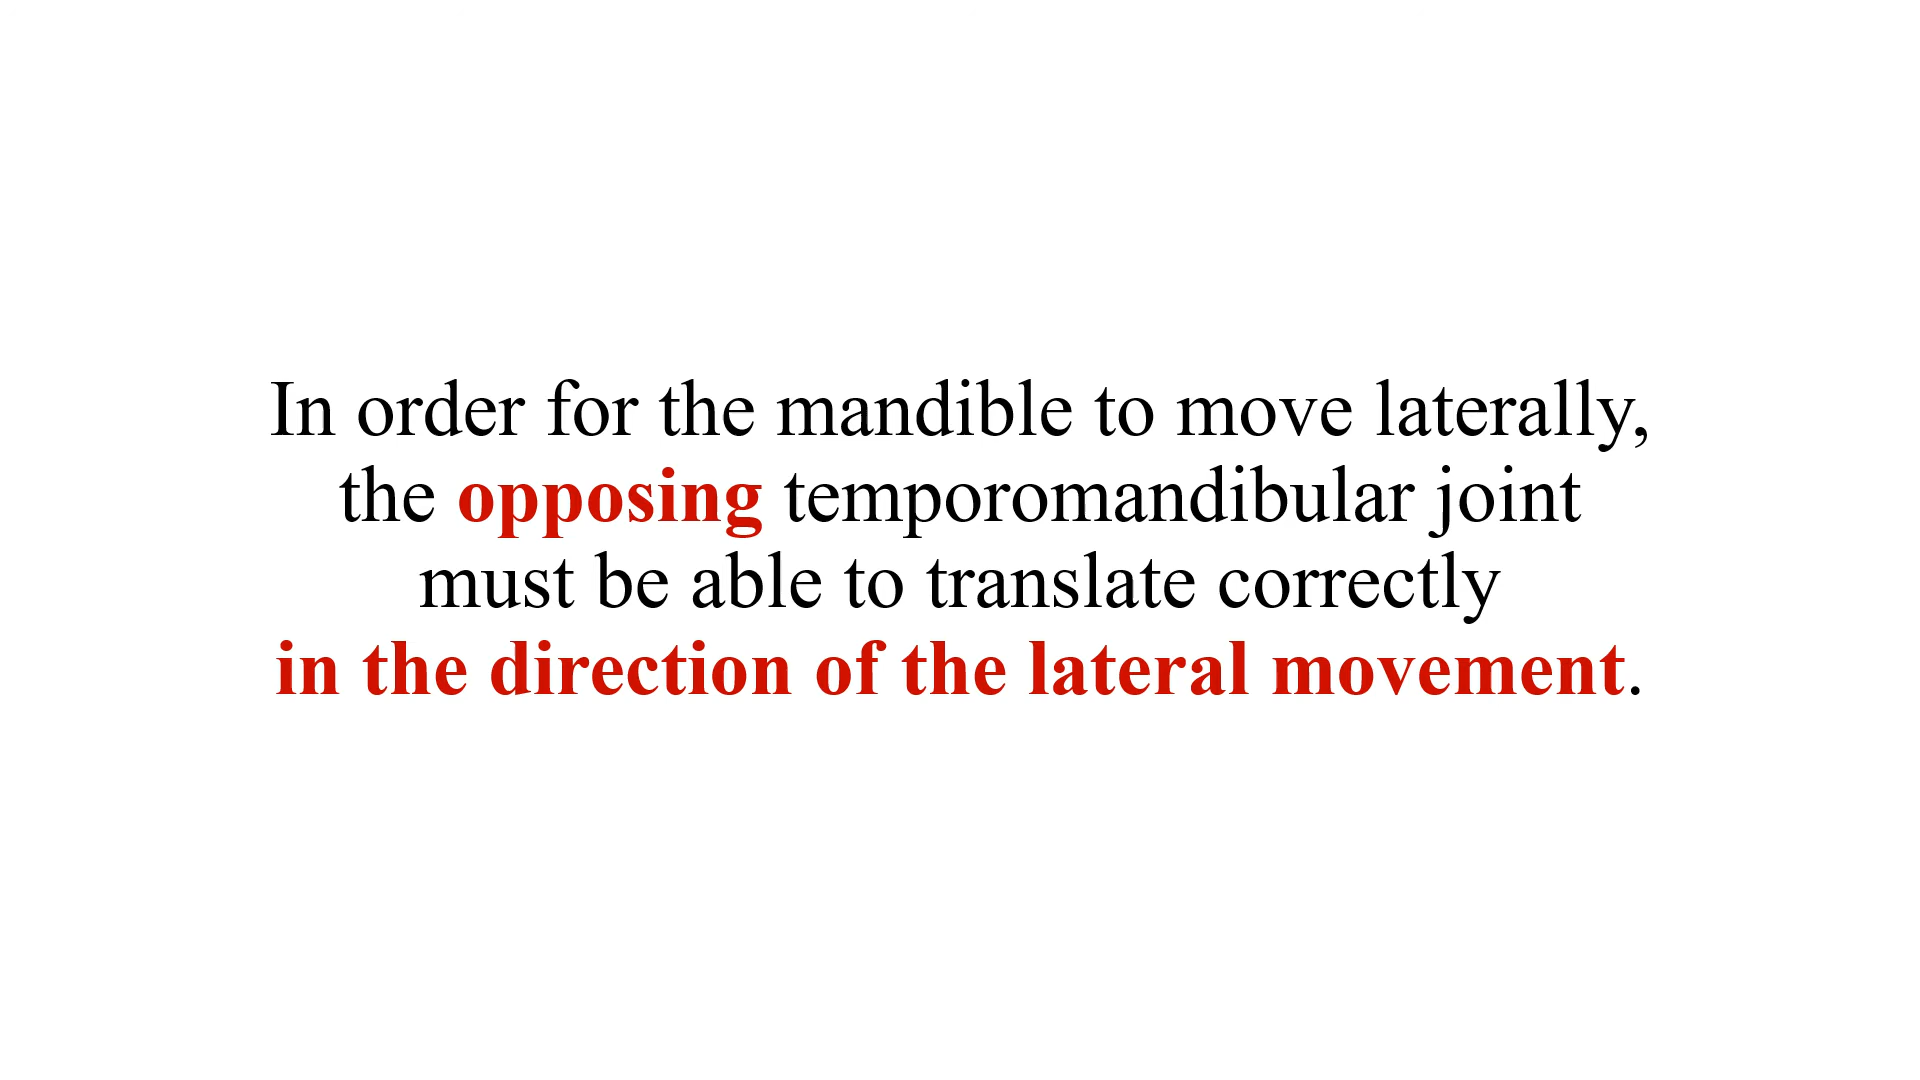 In order for the mandible to move laterally,
the opposing temporomandibular joint
must be able to translate correctly
in the direction of the lateral movement.